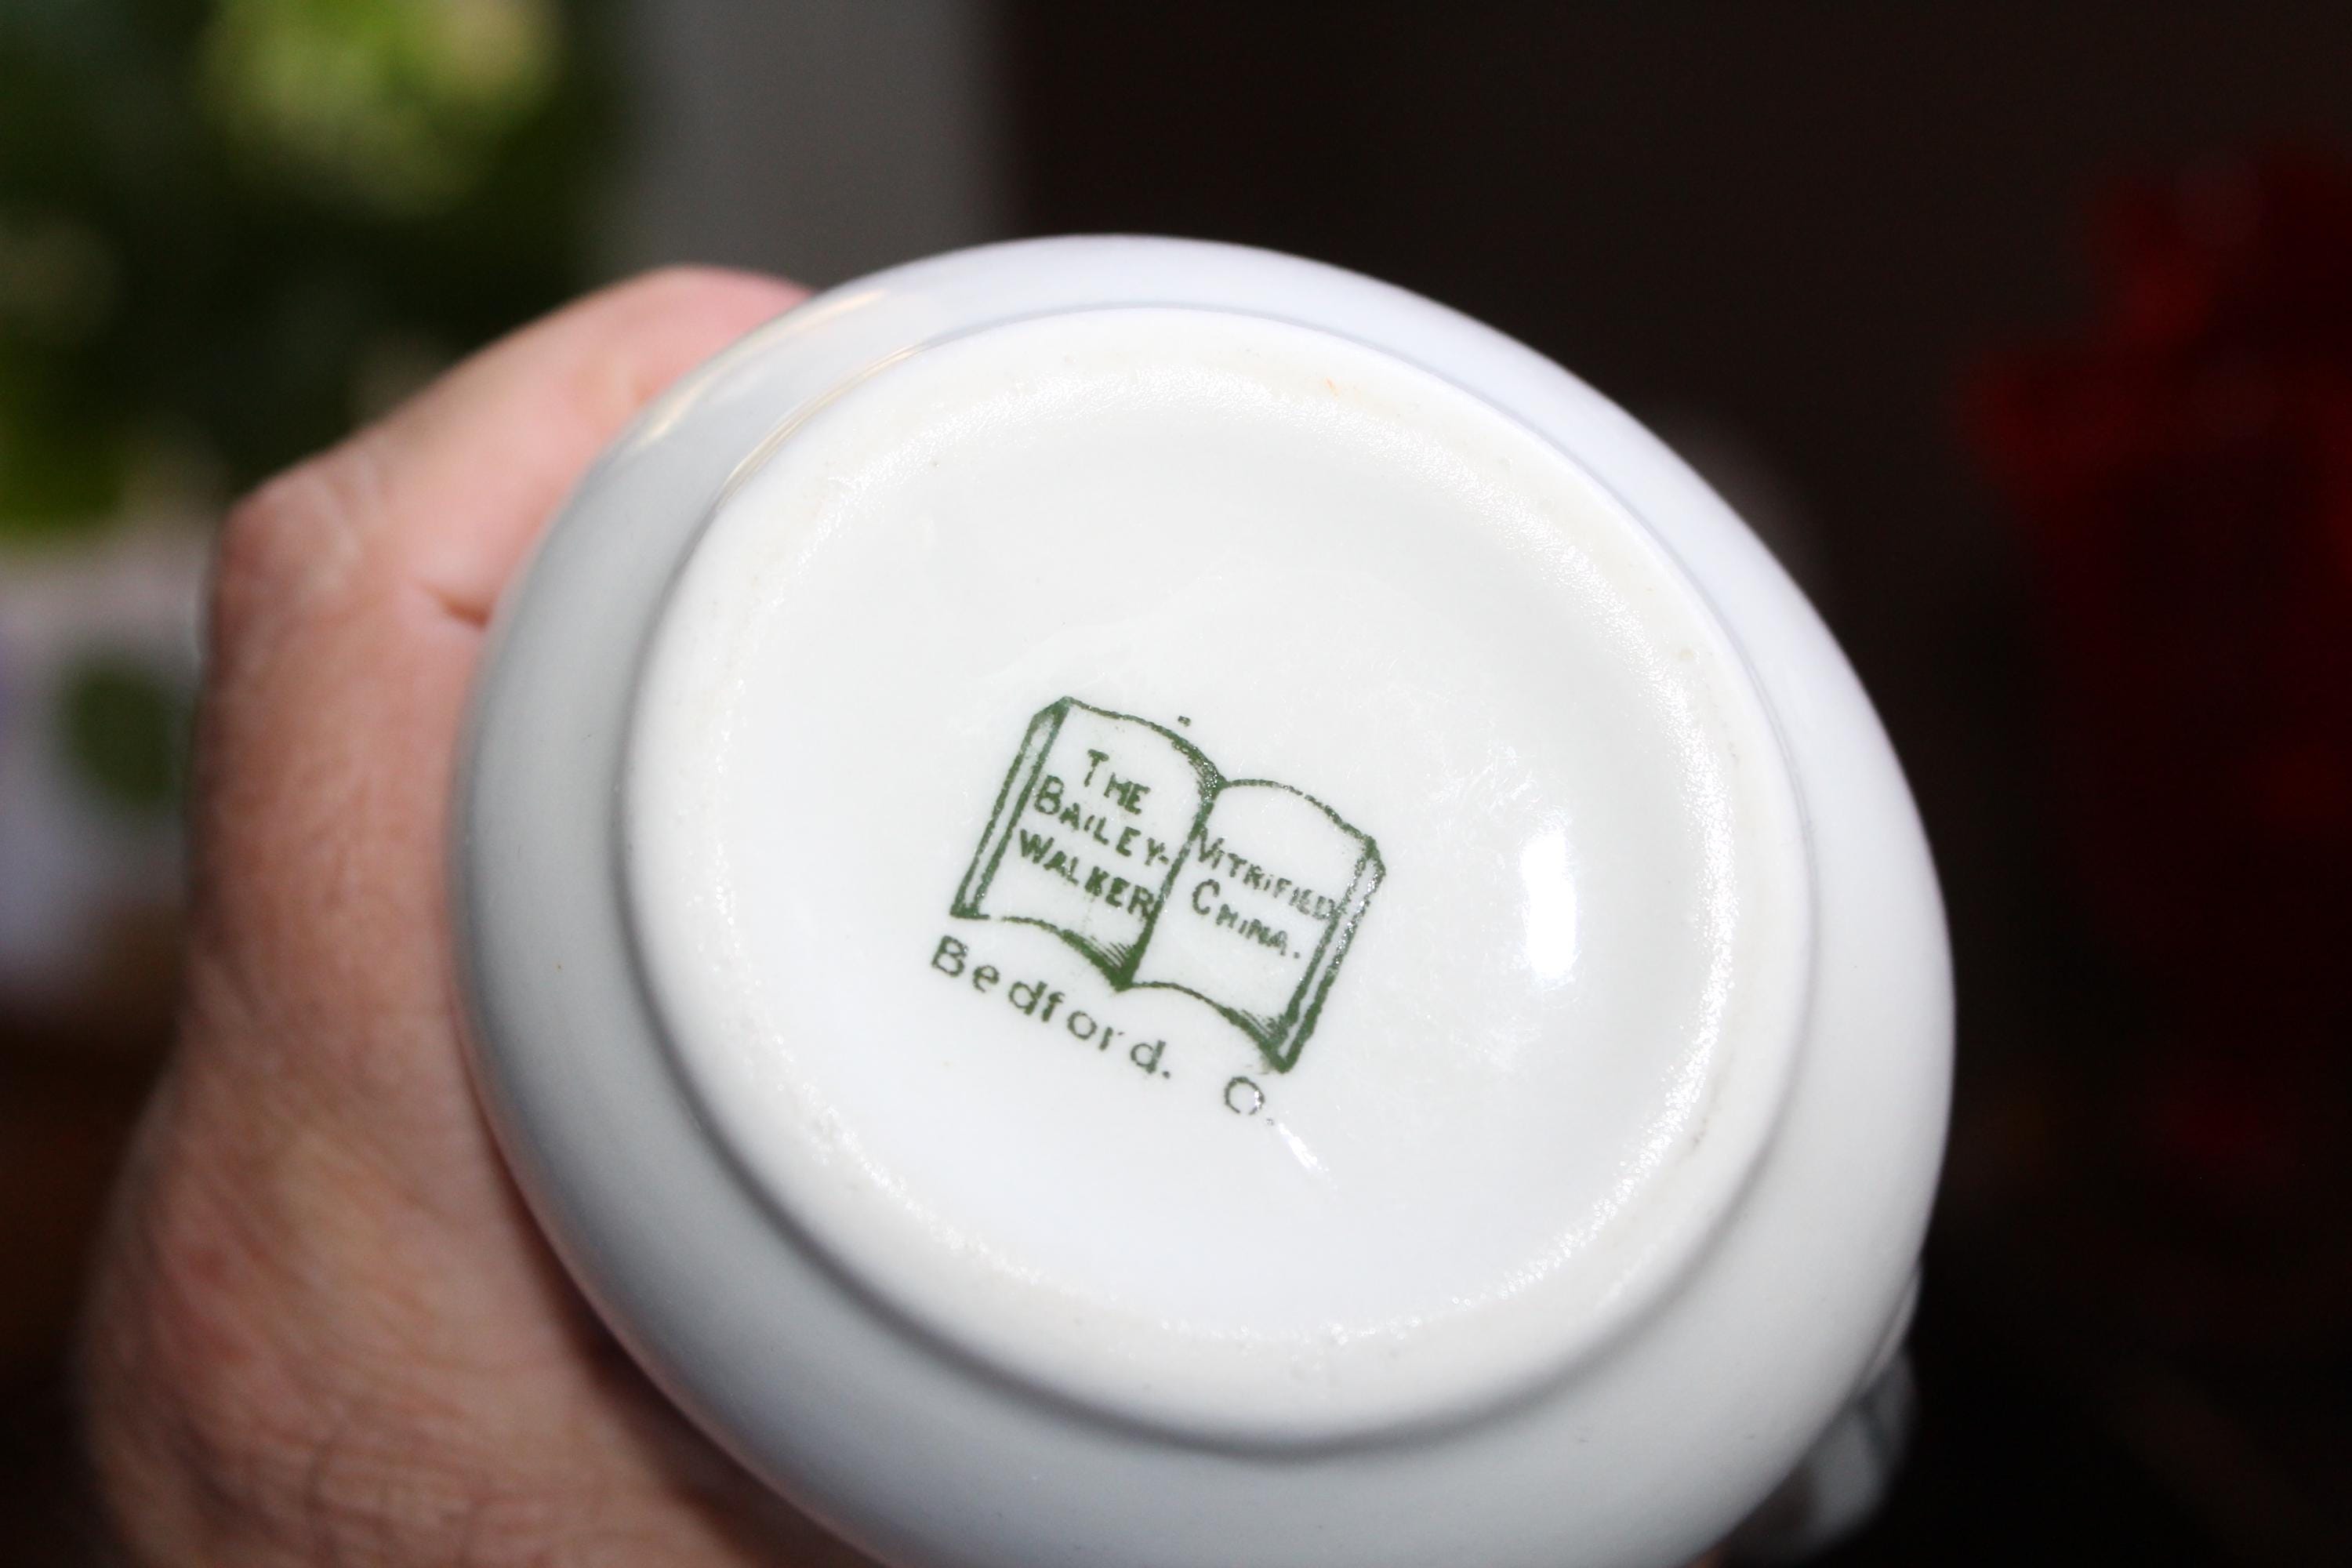 THE
BAILEY-
WALKER
VITRIFIED
CHINA.
Bedford. O.